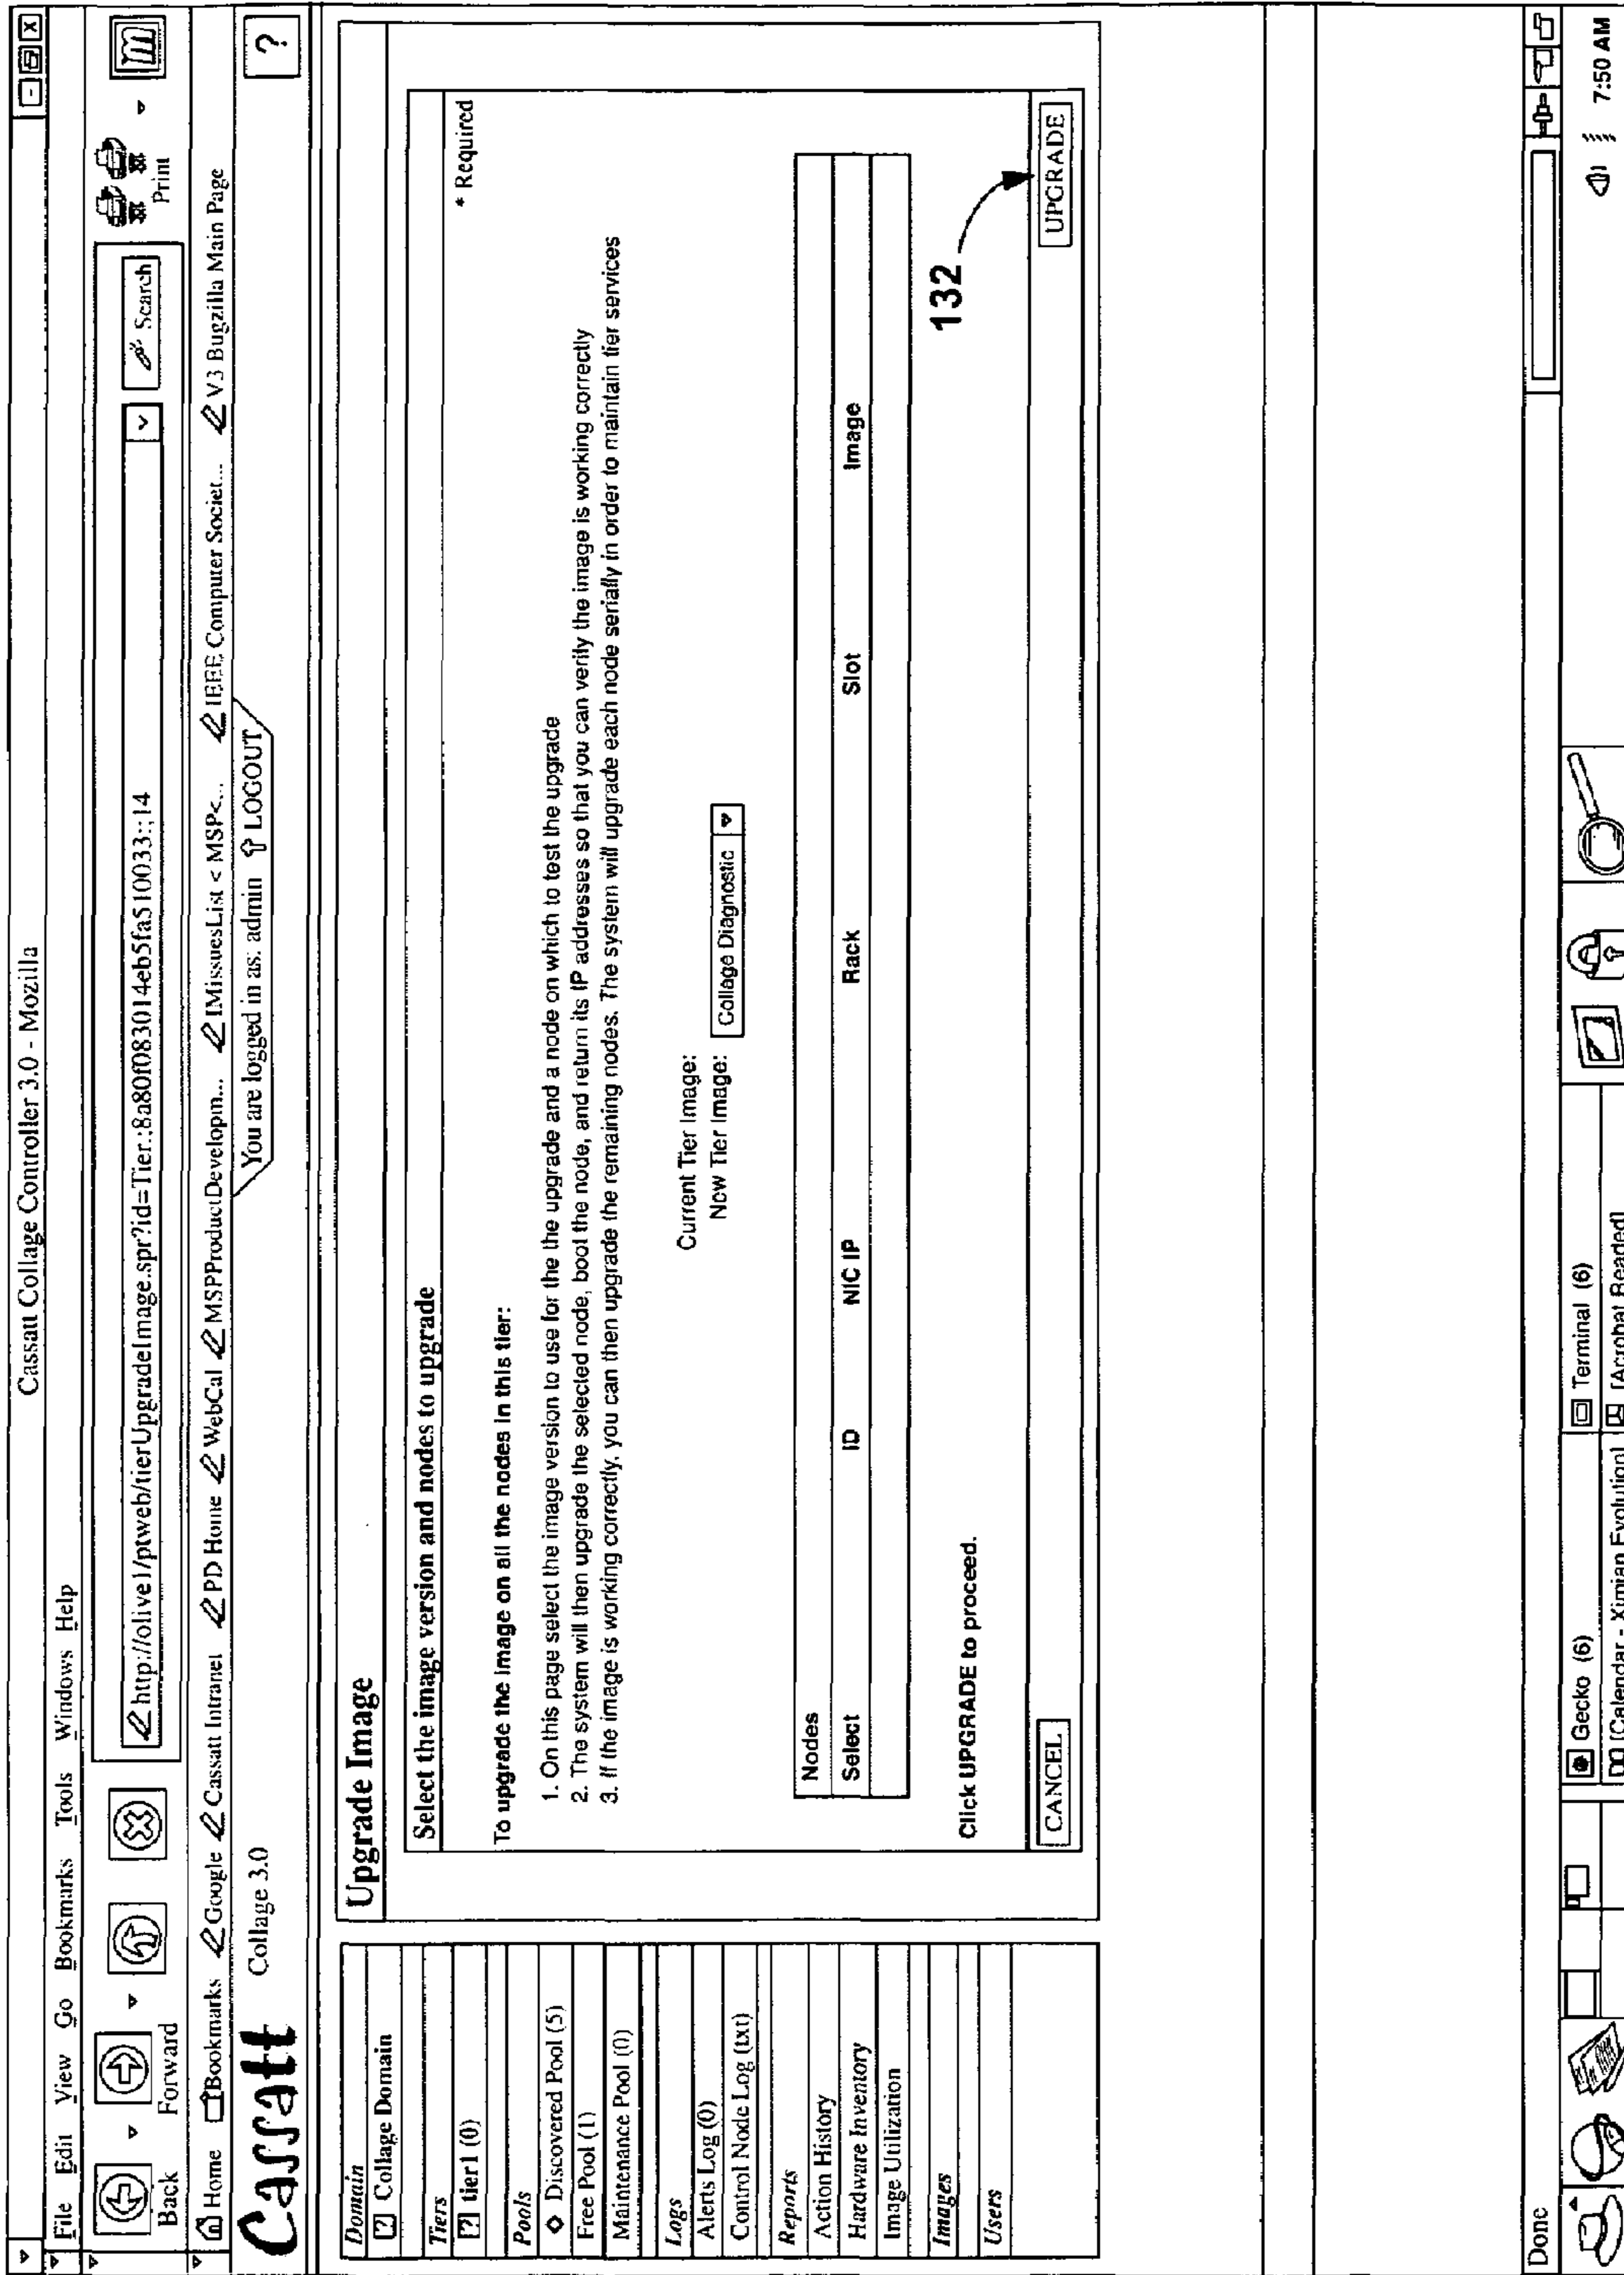 Cassatt Collage Controller 3.0 - Mozilla
File Edit View Go Bookmarks Tools Windows Help
Back Forward http://olive1/ptweb/tierUpgradeImage.spr?id=Tier.:8a80f083014eb5fa510033:;14 Search Print
Home Bookmarks Google Cassatt Intranet PD Home WebCal MSPProductDevelopm... IMissuesList < MSP<... IEEE Computer Societ... V3 Bugzilla Main Page
Cassatt Collage 3.0 You are logged in as: admin LOGOUT ?
Domain
Collage Domain
Tiers
tier1 (0)
Pools
Discovered Pool (5)
Free Pool (1)
Maintenance Pool (0)
Logs
Alerts Log (0)
Control Node Log (txt)
Reports
Action History
Hardware Inventory
Image Utilization
Images
Users
Upgrade Image
Select the image version and nodes to upgrade
* Required
To upgrade the image on all the nodes in this tier:
1. On this page select the image version to use for the the upgrade and a node on which to test the upgrade
2. The system will then upgrade the selected node, boot the node, and return its IP addresses so that you can verify the image is working correctly
3. If the image is working correctly, you can then upgrade the remaining nodes. The system will upgrade each node serially in order to maintain tier services
Current Tier Image:
Now Tier Image: Collage Diagnostic
Nodes
Select ID NIC IP Rack Slot Image
Click UPGRADE to proceed.
132
CANCEL UPGRADE
Done
Gecko (6) Terminal (6)
[Calendar - Ximian Evolution] [Acrobat Readed]
7:50 AM